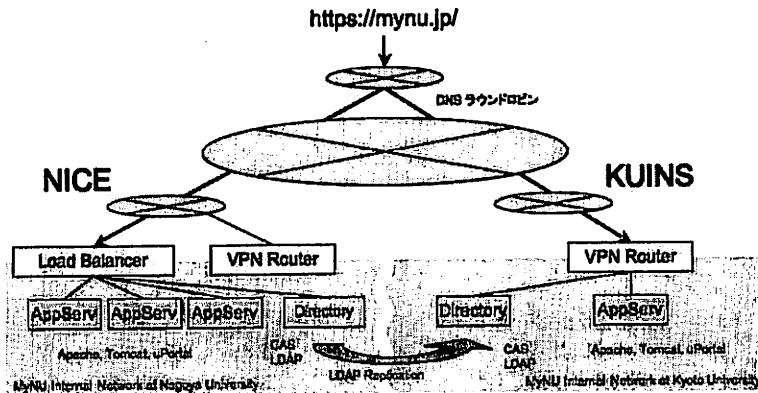 https://mynu.jp/
DNS ラウンドロビン
NICE
KUINS
Load Balancer
VPN Router
VPN Router
AppServ
AppServ
AppServ
Directory
Directory
AppServ
Apache, Tomcat, uPortal
CAS
LDAP
LDAP Replication
CAS
LDAP
Apache, Tomcat, uPortal
MyNU Internal Network of Nagoya University
MyNU Internal Network at Kyoto University